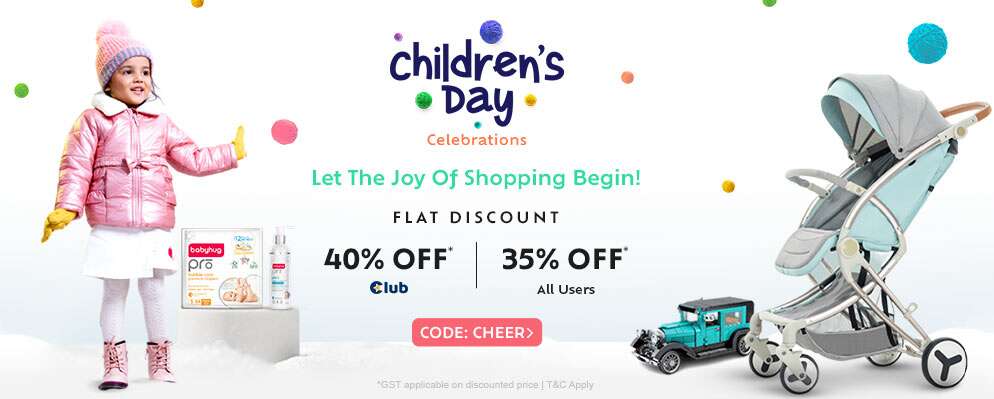 children's
Day
Celebrations
Let The Joy Of Shopping Begin!
FLAT DISCOUNT
40% OFF*
Club
35% OFF*
All Users
CODE: CHEER>
babyhug
pro
babyhug
*GST applicable on discounted price | T&C Apply